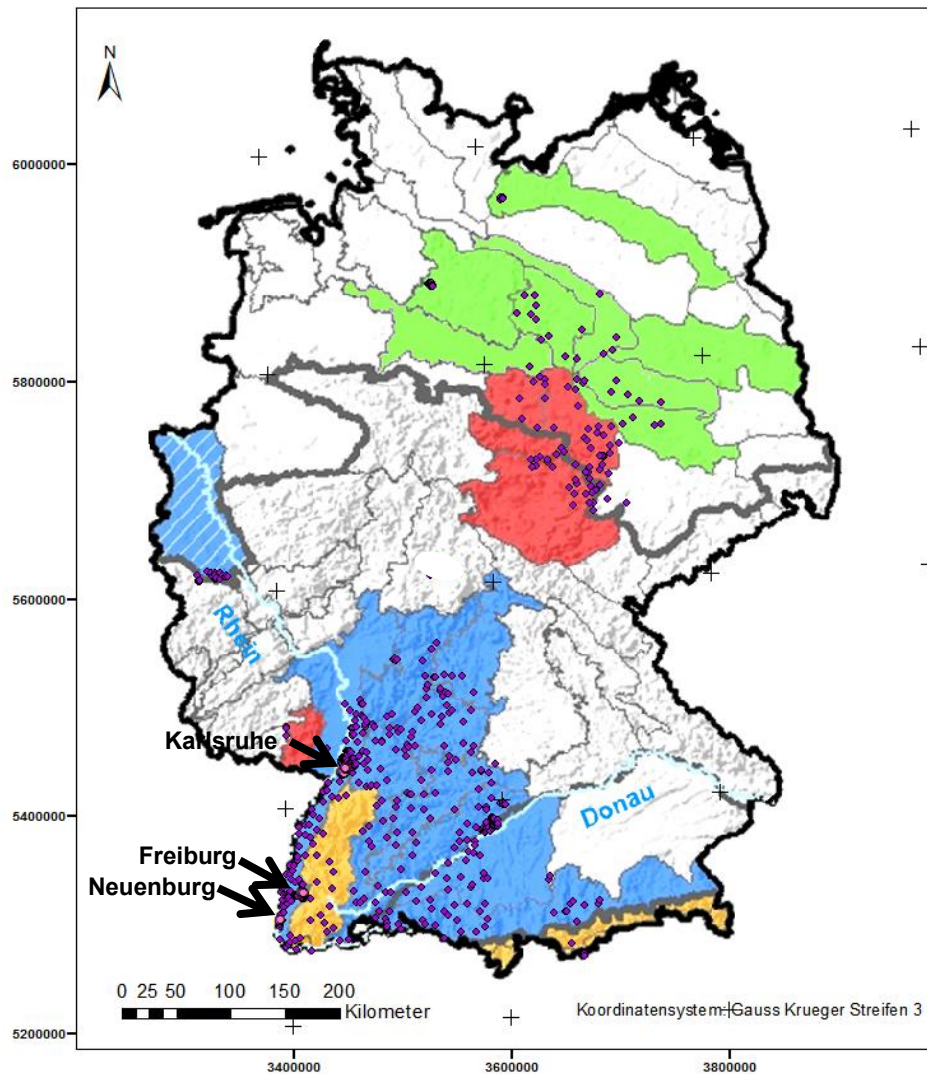 N
6000000
5800000
5600000
Rhein
Karlsruhe
Donau
5400000
Freiburg
Neuenburg
0 25 50 100 150 200
Kilometer
Koordinatensystem: Gauss Krueger Streifen 3
5200000
3400000 3600000 3800000